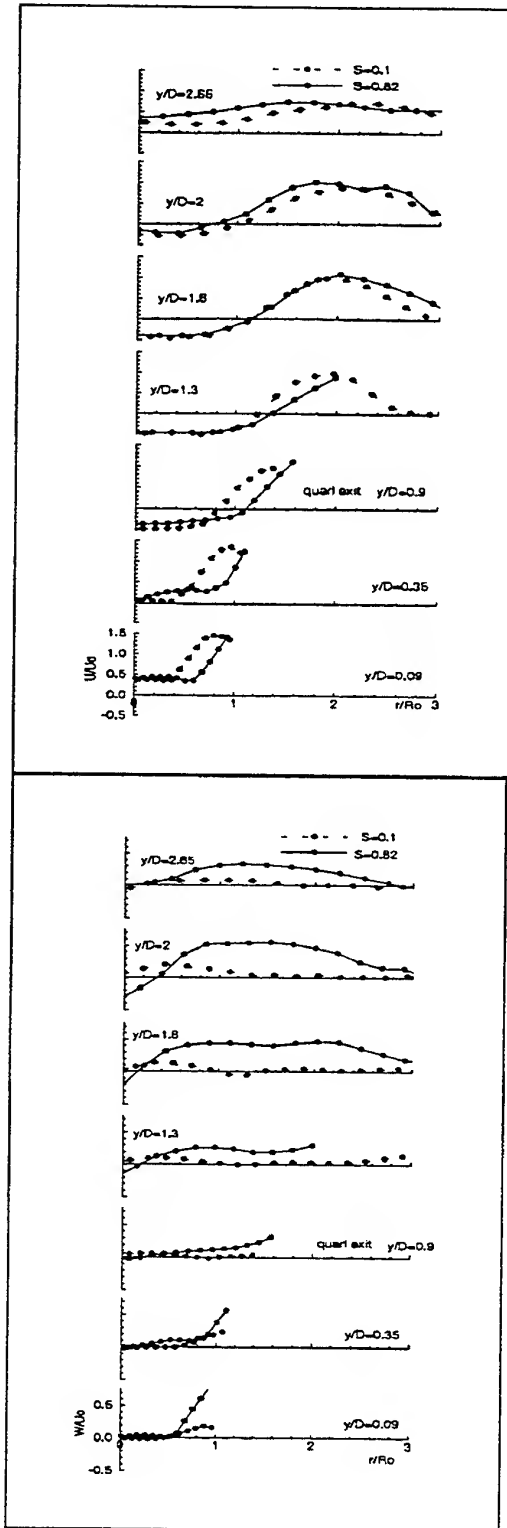 S=0.1
S=0.82
y/D=2.66
y/D=2
y/D=1.8
y/D=1.3
quarl exit y/D=0.9
y/D=0.35
1.5
1.0
0.5
0.0
-0.5
U/Uo
y/D=0.09
0 1 2 r/Ro 3
S=0.1
S=0.82
y/D=2.65
y/D=2
y/D=1.8
y/D=1.3
quarl exit y/D=0.9
y/D=0.35
0.5
0.0
-0.5
W/Uo
y/D=0.09
0 1 2 3
r/Ro